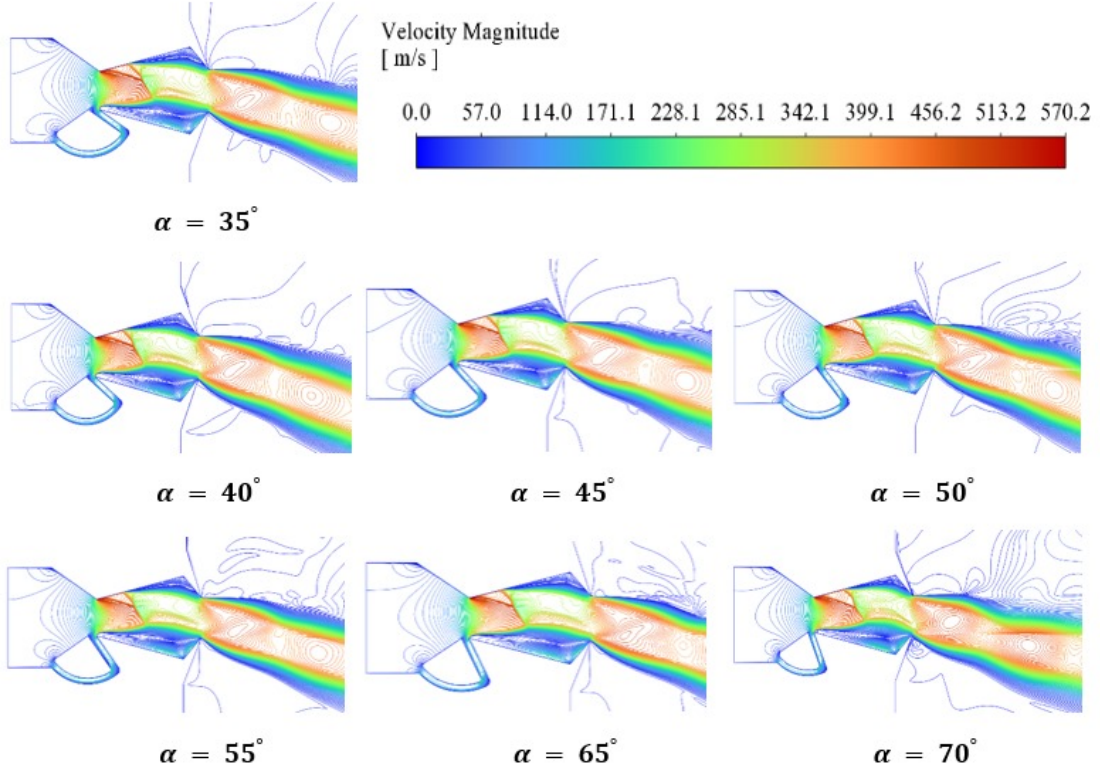 Velocity Magnitude
[ m/s ]
0.0 57.0 114.0 171.1 228.1 285.1 342.1 399.1 456.2 513.2 570.2
α = 35°
α = 40°
α = 45°
α = 50°
α = 55°
α = 65°
α = 70°